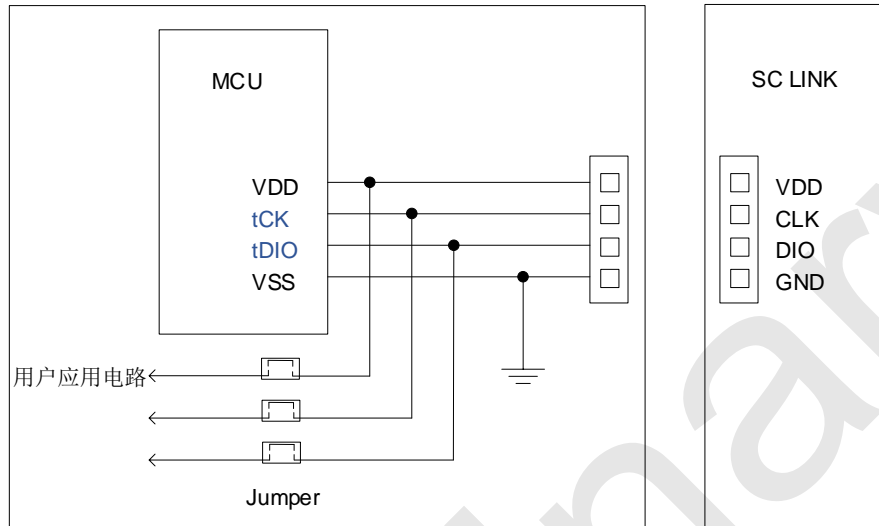 MCU
SC LINK
VDD
tCK
tDIO
VSS
VDD
CLK
DIO
GND
用户应用电路
Jumper